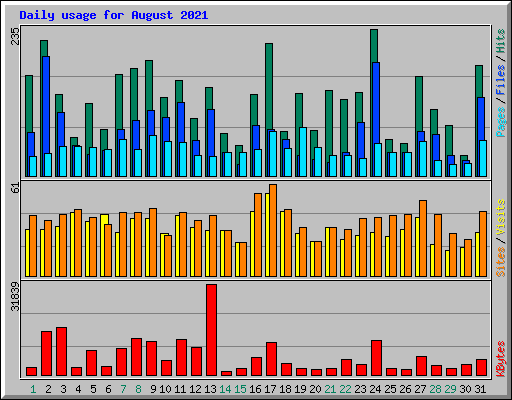 Daily usage for August 2021
235
61
31839
Pages / Files / Hits
Sites / Visits
KBytes
1 2 3 4 5 6 7 8 9 10 11 12 13 14 15 16 17 18 19 20 21 22 23 24 25 26 27 28 29 30 31